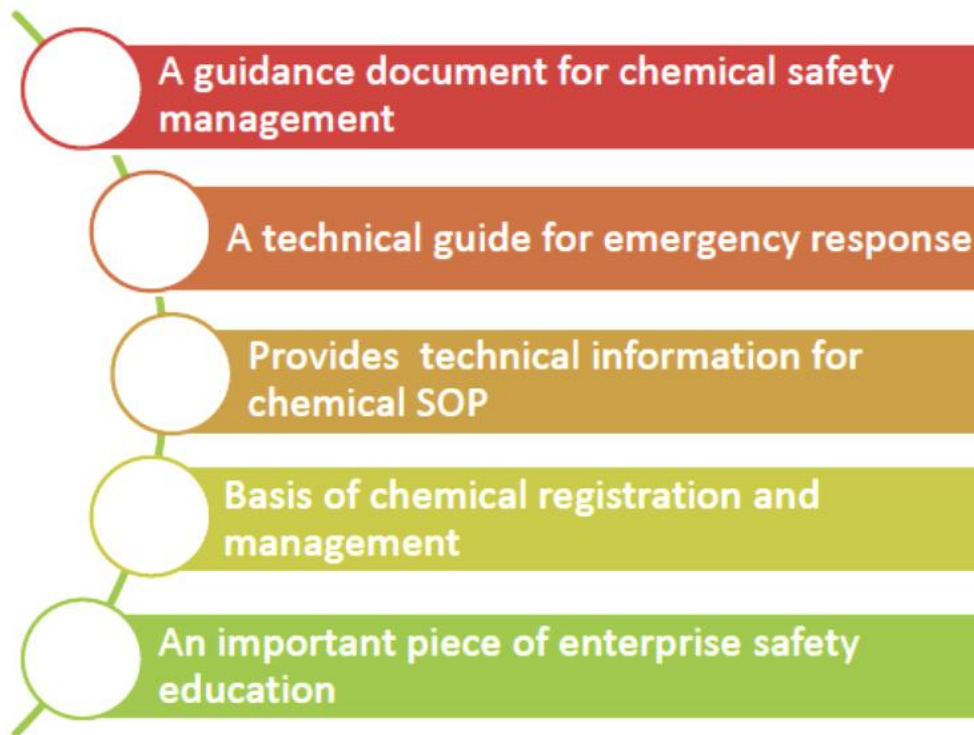 A guidance document for chemical safety
management
A technical guide for emergency response
Provides  technical information for
chemical SOP
Basis of chemical registration and
management
An important piece of enterprise safety
education